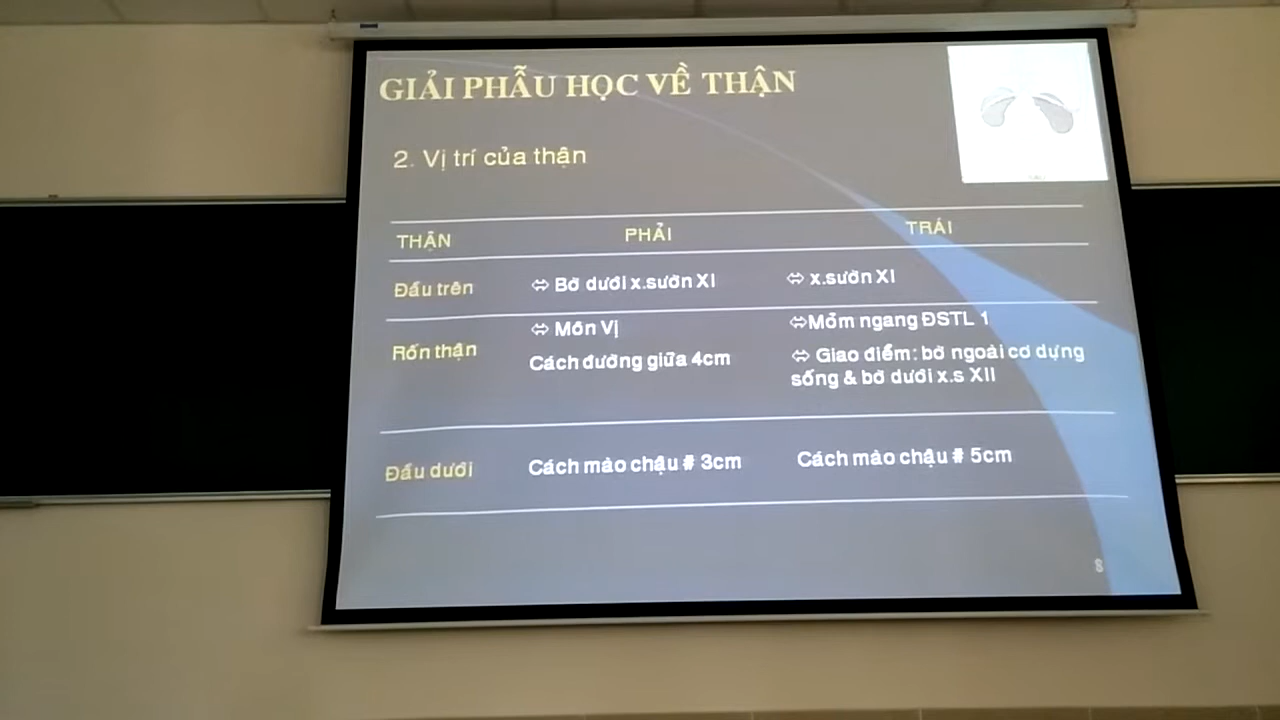 GIẢI PHẪU HỌC VỀ THẬN
2. Vị trí của thận
THẬN PHẢI TRÁI
Đầu trên ⇔ Bờ dưới x.sườn XI ⇔ x.sườn XI
Rốn thận ⇔ Môn Vị ⇔Mỏm ngang ĐSTL 1
Cách đường giữa 4cm ⇔ Giao điểm: bờ ngoài cơ dựng
sống & bờ dưới x.s XII
Đầu dưới Cách mào chậu # 3cm Cách mào chậu # 5cm
8